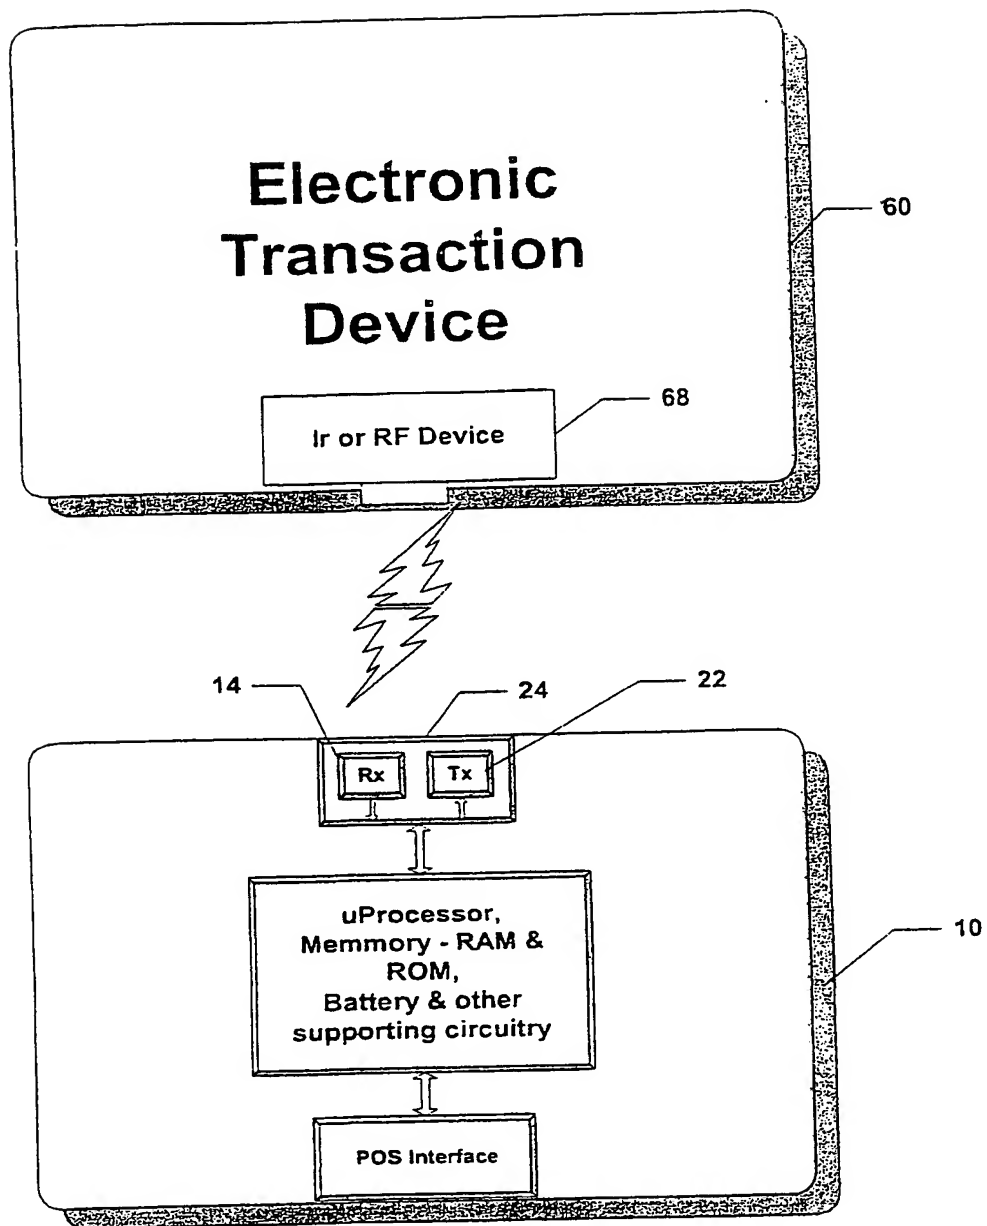 Electronic
Transaction
Device
60
68
Ir or RF Device
14
24
22
Rx
Tx
uProcessor,
Memmory - RAM &
ROM,
Battery & other
supporting circuitry
10
POS Interface